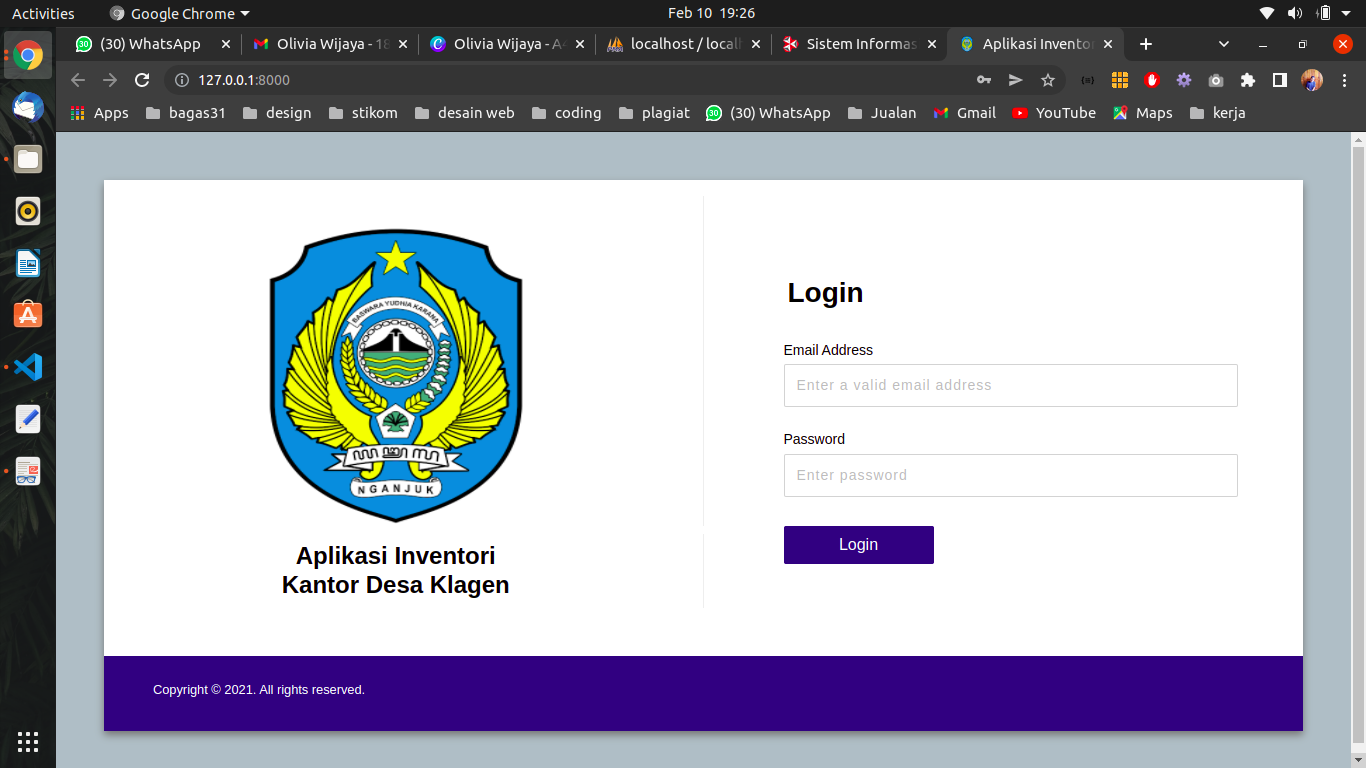 Activities
Google Chrome
Feb 10 19:26
(30) WhatsApp
Olivia Wijaya - 18
Olivia Wijaya - A4
localhost / locall
Sistem Informas
Aplikasi Inventor
127.0.0.1:8000
Apps
bagas31
design
stikom
desain web
coding
plagiat
(30) WhatsApp
Jualan
Gmail
YouTube
Maps
kerja
BASWARA YUDHIA KARANA
NGANJUK
Aplikasi Inventori
Kantor Desa Klagen
Login
Email Address
Enter a valid email address
Password
Enter password
Login
Copyright © 2021. All rights reserved.